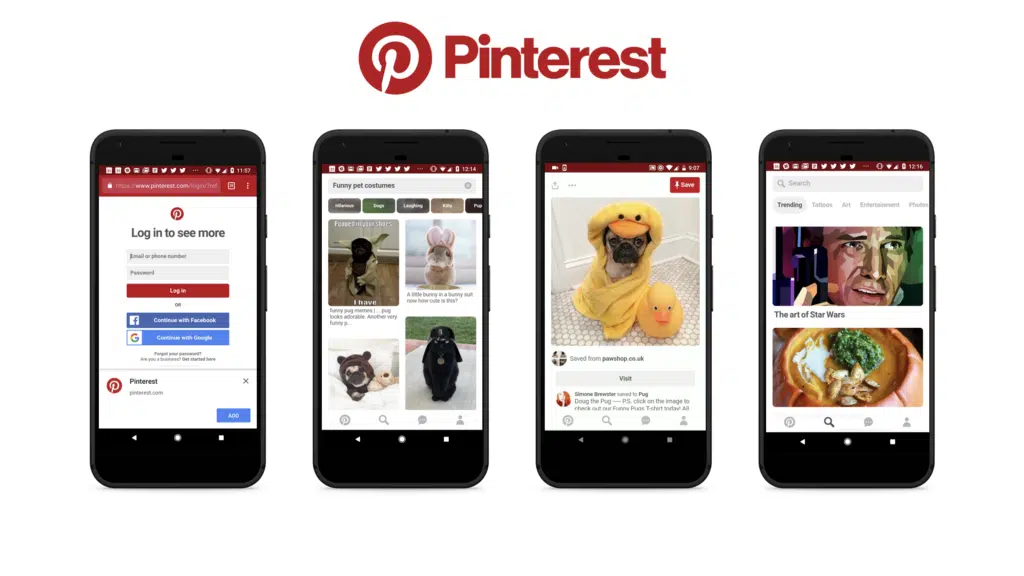 Pinterest
11:57
https://www.pinterest.com/login/?ref
Log in to see more
Email or phone number
Password
Log in
OR
Continue with Facebook
Continue with Google
Forgot your password?
Are you a business? Get started here
Pinterest
pinterest.com
ADD
12:14
Funny pet costumes
Hilarious
Dogs
Laughing
Kitty
Pup
I have
funny pug memes | ... pug
looks adorable. Another very
funny p...
A little bunny in a bunny suit
now how cute is this?
9:07
Save
Saved from pawshop.co.uk
Visit
Simone Brewster saved to Pug
Doug the Pug ---- P.S. click on the image to
check out our Funny Pugs T-shirt today! All
12:16
Search
Trending
Tattoos
Art
Entertainment
Photos
The art of Star Wars